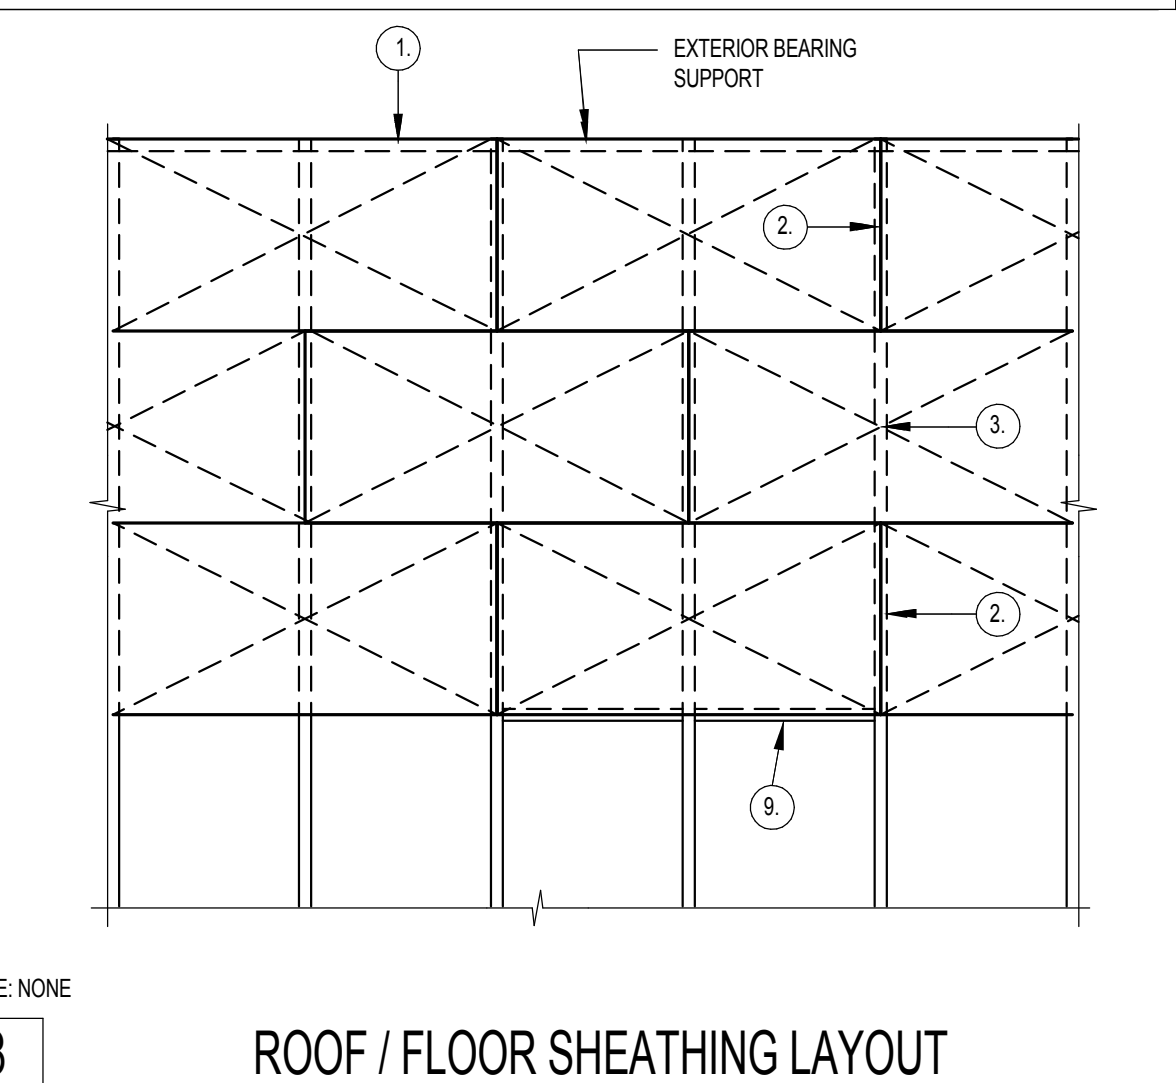 1.
EXTERIOR BEARING
SUPPORT
2.
3.
2.
9.
E: NONE
3
ROOF / FLOOR SHEATHING LAYOUT